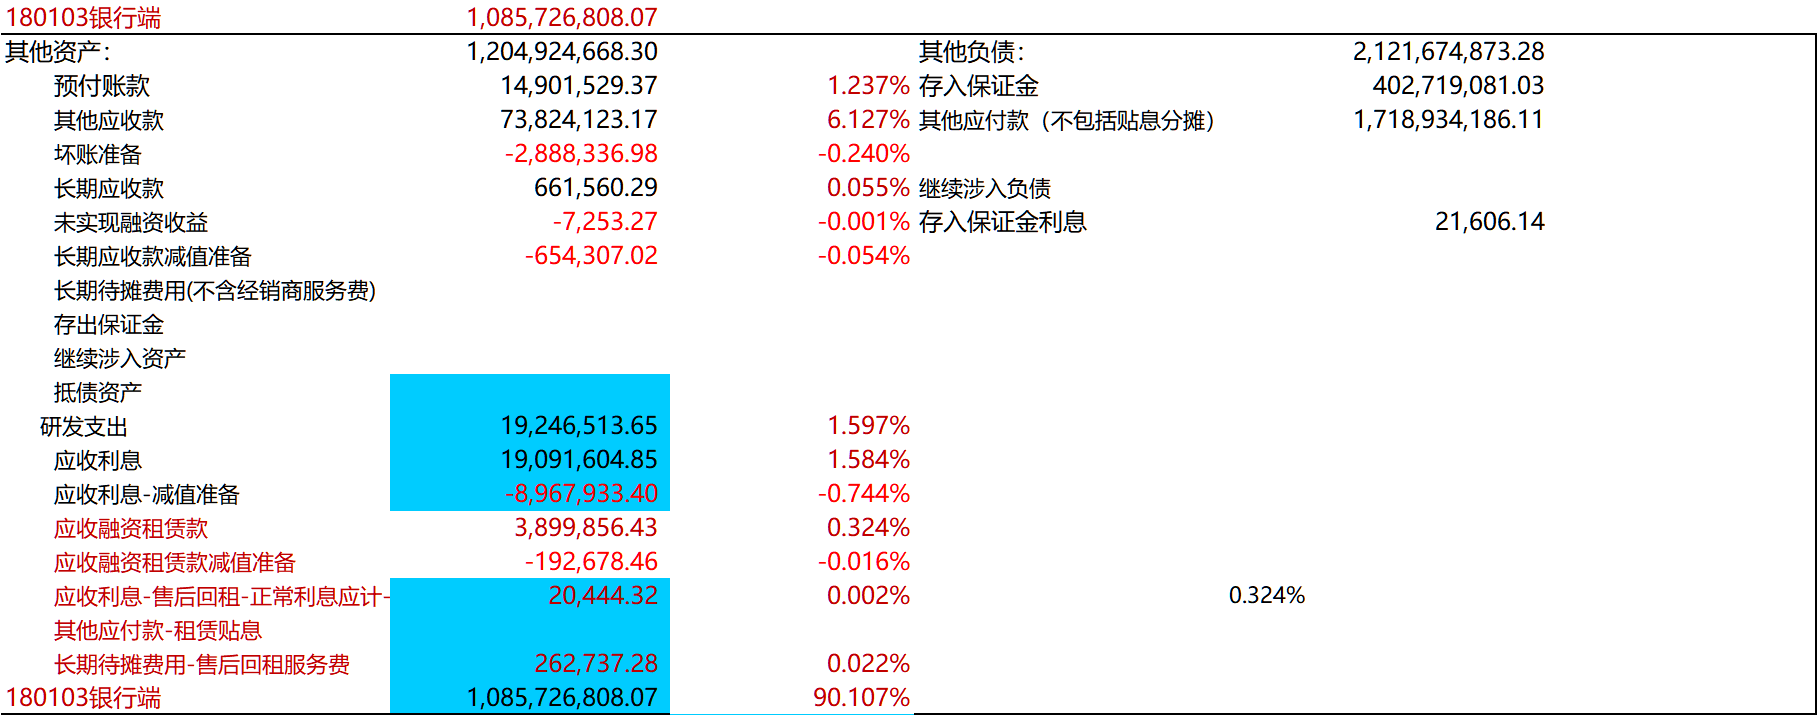 180103银行端 1,085,726,808.07
其他资产： 1,204,924,668.30 其他负债： 2,121,674,873.28
预付账款 14,901,529.37 1.237% 存入保证金 402,719,081.03
其他应收款 73,824,123.17 6.127% 其他应付款（不包括贴息分摊） 1,718,934,186.11
坏账准备 -2,888,336.98 -0.240%
长期应收款 661,560.29 0.055% 继续涉入负债
未实现融资收益 -7,253.27 -0.001% 存入保证金利息 21,606.14
长期应收款减值准备 -654,307.02 -0.054%
长期待摊费用(不含经销商服务费)
存出保证金
继续涉入资产
抵债资产
研发支出 19,246,513.65 1.597%
应收利息 19,091,604.85 1.584%
应收利息-减值准备 -8,967,933.40 -0.744%
应收融资租赁款 3,899,856.43 0.324%
应收融资租赁款减值准备 -192,678.46 -0.016%
应收利息-售后回租-正常利息应计- 20,444.32 0.002% 0.324%
其他应付款-租赁贴息
长期待摊费用-售后回租服务费 262,737.28 0.022%
180103银行端 1,085,726,808.07 90.107%